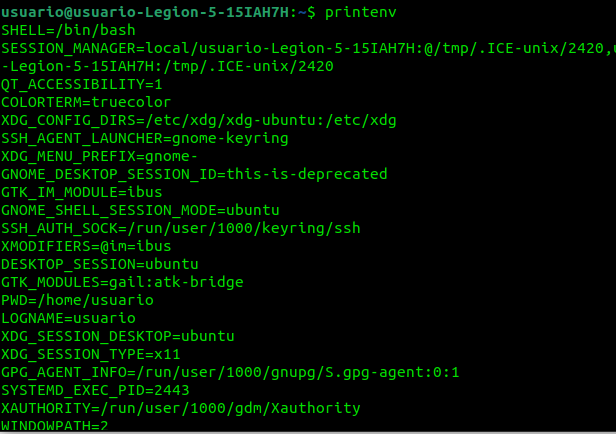 usuario@usuario-Legion-5-15IAH7H:~$ printenv
SHELL=/bin/bash
SESSION_MANAGER=local/usuario-Legion-5-15IAH7H:@/tmp/.ICE-unix/2420,u
-Legion-5-15IAH7H:/tmp/.ICE-unix/2420
QT_ACCESSIBILITY=1
COLORTERM=truecolor
XDG_CONFIG_DIRS=/etc/xdg/xdg-ubuntu:/etc/xdg
SSH_AGENT_LAUNCHER=gnome-keyring
XDG_MENU_PREFIX=gnome-
GNOME_DESKTOP_SESSION_ID=this-is-deprecated
GTK_IM_MODULE=ibus
GNOME_SHELL_SESSION_MODE=ubuntu
SSH_AUTH_SOCK=/run/user/1000/keyring/ssh
XMODIFIERS=@im=ibus
DESKTOP_SESSION=ubuntu
GTK_MODULES=gail:atk-bridge
PWD=/home/usuario
LOGNAME=usuario
XDG_SESSION_DESKTOP=ubuntu
XDG_SESSION_TYPE=x11
GPG_AGENT_INFO=/run/user/1000/gnupg/S.gpg-agent:0:1
SYSTEMD_EXEC_PID=2443
XAUTHORITY=/run/user/1000/gdm/Xauthority
WINDOWPATH=2